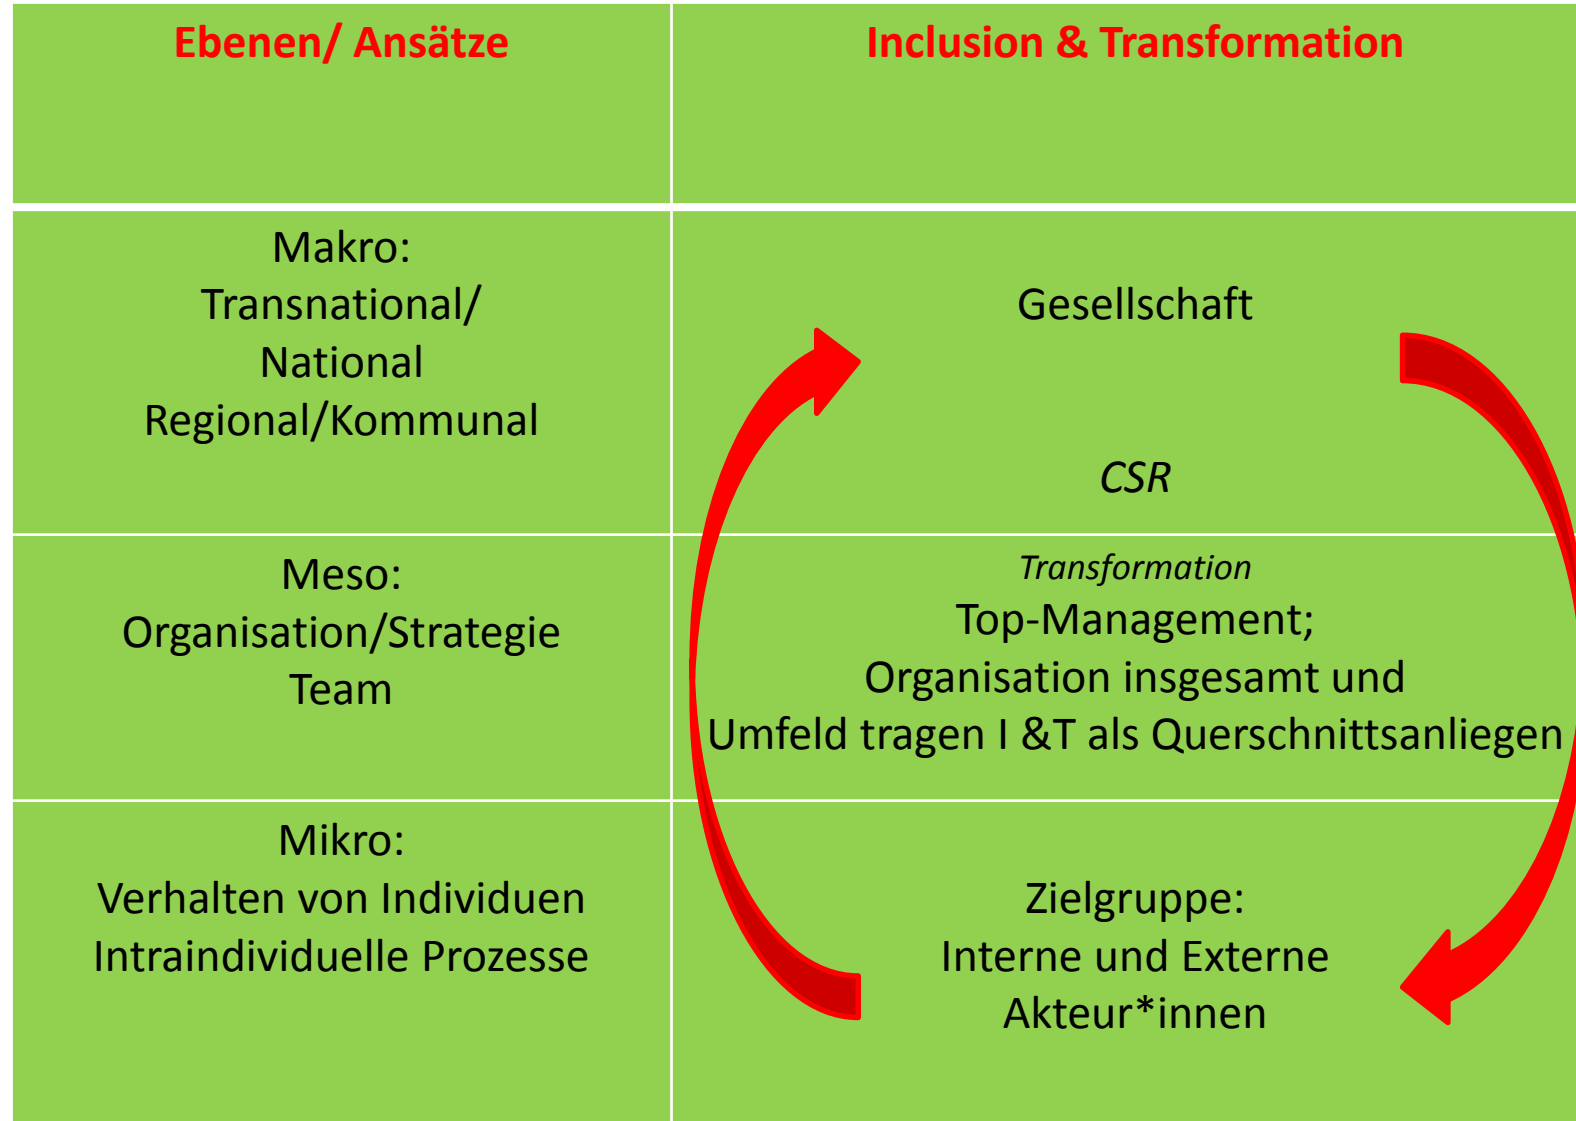 Ebenen/ Ansätze
Inclusion & Transformation
Makro:
Transnational/
National
Regional/Kommunal
Gesellschaft
CSR
Meso:
Organisation/Strategie
Team
Transformation
Top-Management;
Organisation insgesamt und
Umfeld tragen I &T als Querschnittsanliegen
Mikro:
Verhalten von Individuen
Intraindividuelle Prozesse
Zielgruppe:
Interne und Externe
Akteur*innen